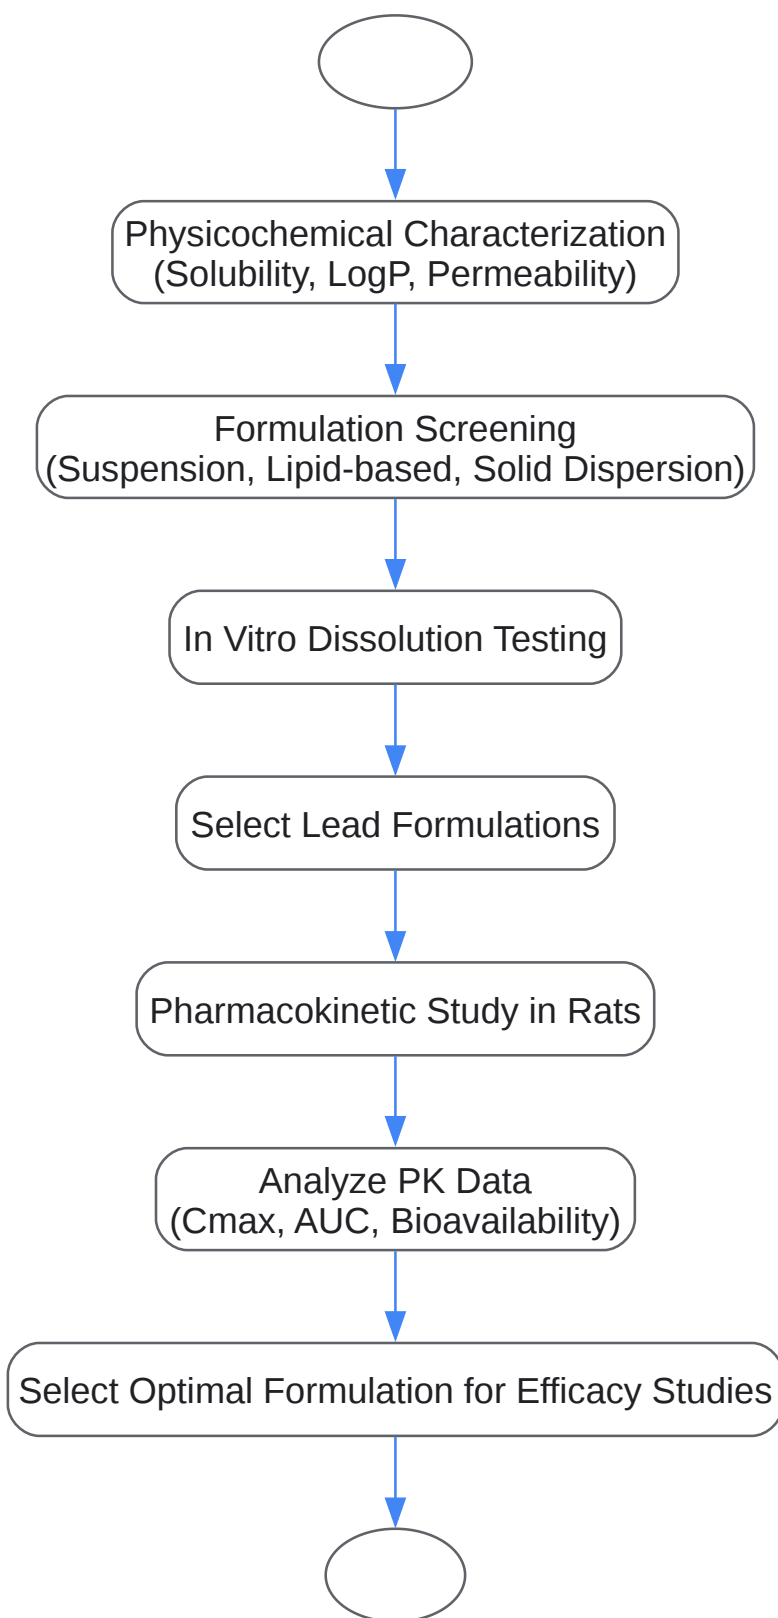 Physicochemical Characterization
(Solubility, LogP, Permeability)
Formulation Screening
(Suspension, Lipid-based, Solid Dispersion)
In Vitro Dissolution Testing
Select Lead Formulations
Pharmacokinetic Study in Rats
Analyze PK Data
(Cmax, AUC, Bioavailability)
Select Optimal Formulation for Efficacy Studies